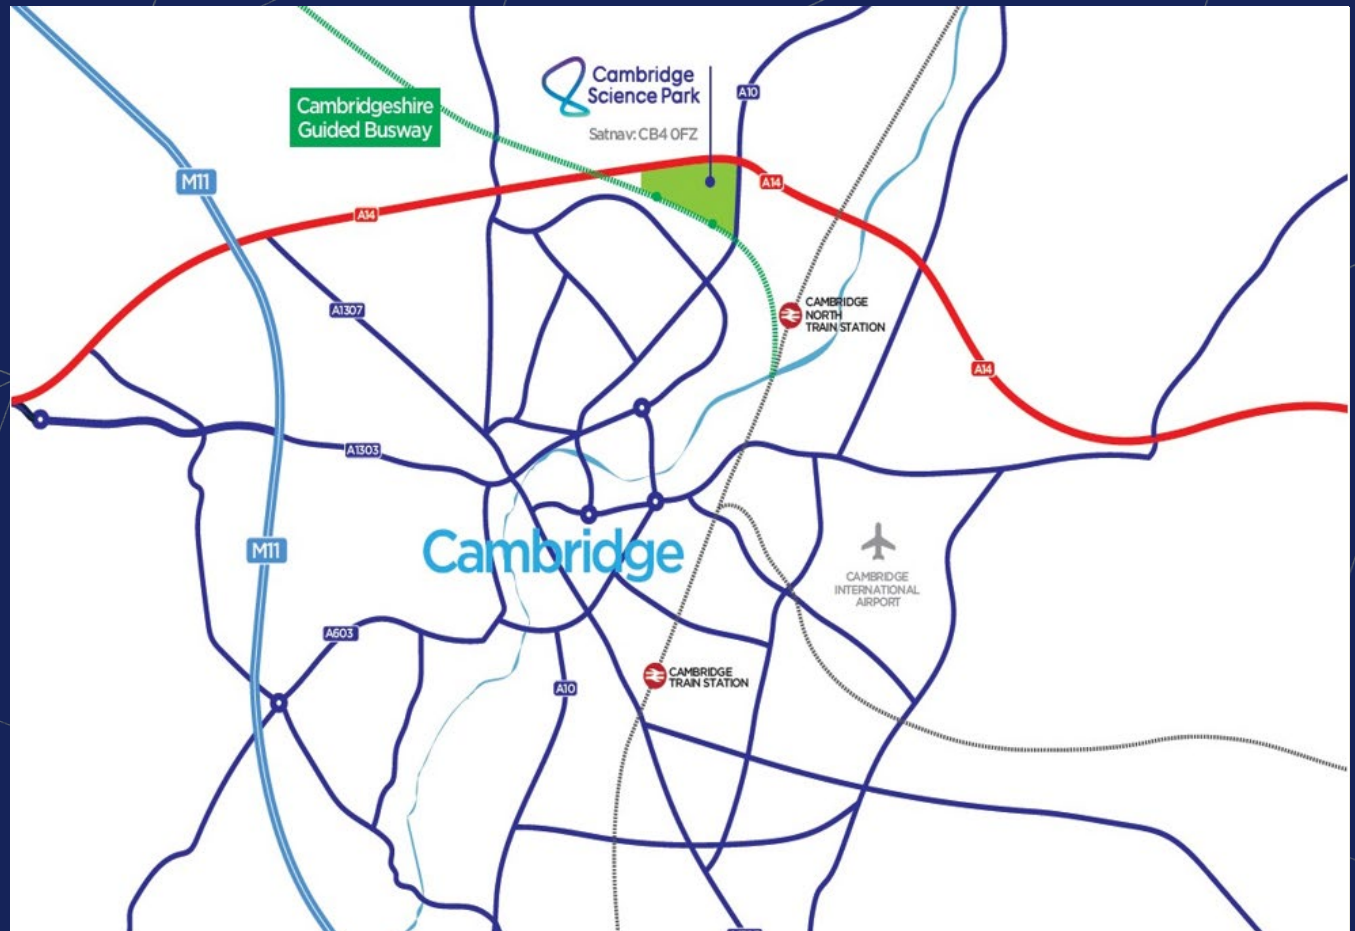 Cambridge
Science Park
Satnav: CB4 0FZ
A10
Cambridgeshire
Guided Busway
M11
A14
A14
A1307
CAMBRIDGE
NORTH
TRAIN STATION
A14
A1303
Cambridge
M11
CAMBRIDGE
INTERNATIONAL
AIRPORT
A603
CAMBRIDGE
TRAIN STATION
A10